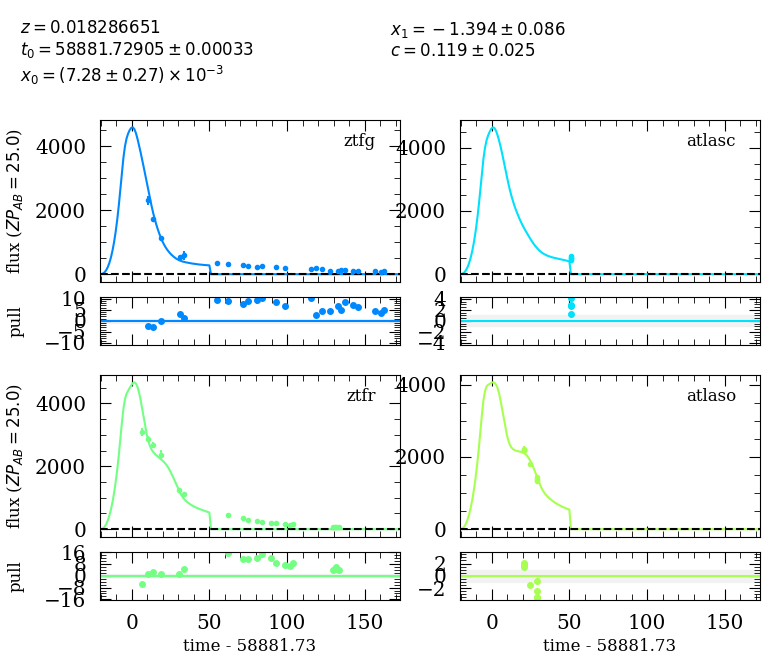 z = 0.018286651
t₀ = 58881.72905 ± 0.00033
x₀ = (7.28 ± 0.27) × 10⁻³
x₁ = −1.394 ± 0.086
c = 0.119 ± 0.025
flux (ZP_AB = 25.0)
4000
2000
0
ztfg
4000
2000
0
atlasc
pull
10
5
0
−5
−10
4
2
0
−2
−4
flux (ZP_AB = 25.0)
4000
2000
0
ztfr
4000
2000
0
atlaso
pull
16
8
0
−8
−16
2
0
−2
0 50 100 150
time - 58881.73
0 50 100 150
time - 58881.73